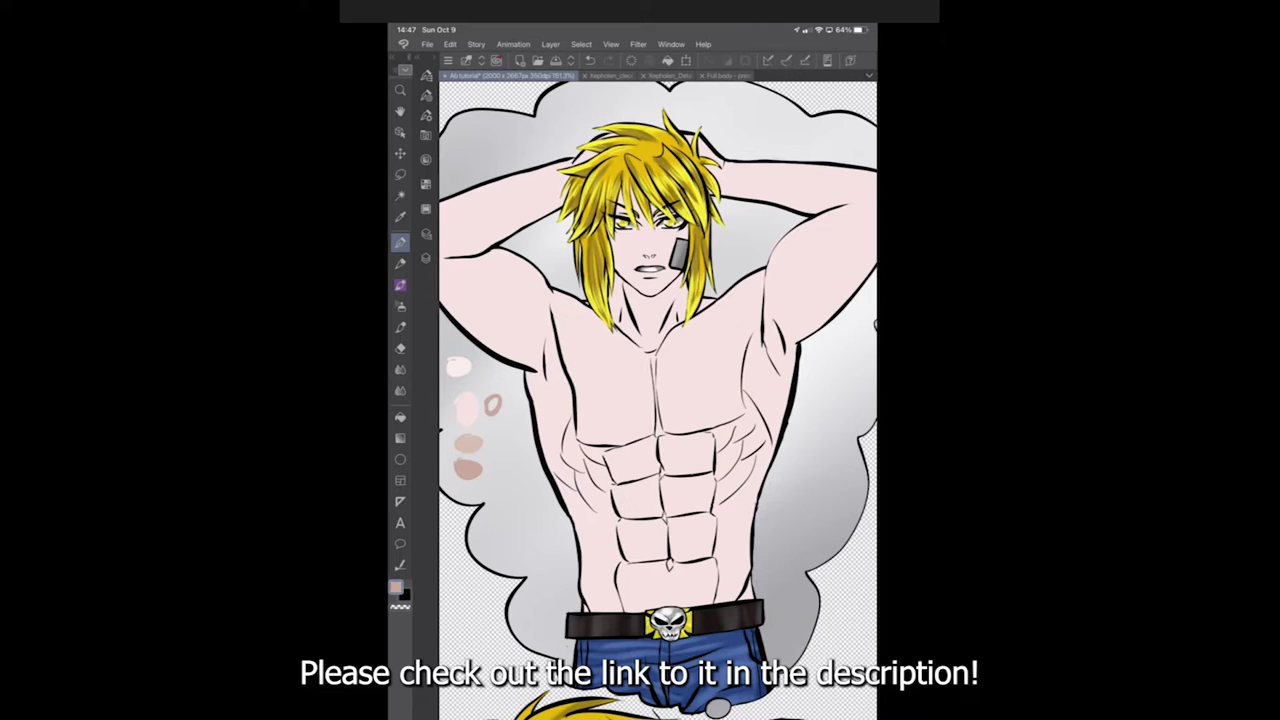 14:47 Sun Oct 9
64%
File Edit Story Animation Layer Select View Filter Window Help
Please check out the link to it in the description!